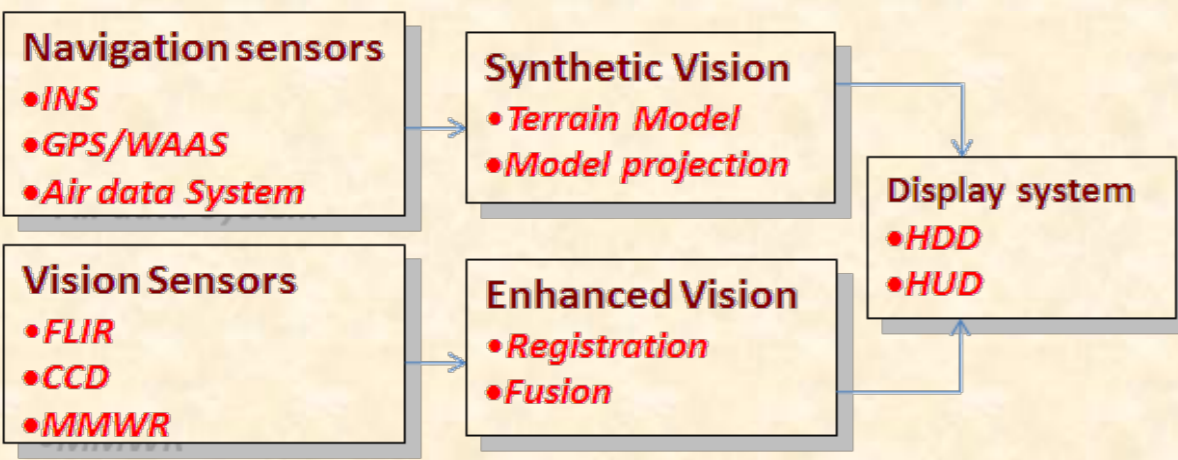 Navigation sensors
•INS
•GPS/WAAS
•Air data System
Synthetic Vision
• Terrain Model
•Model projection
Display system
•HDD
•HUD
Vision Sensors
•FLIR
•CCD
•MMWR
Enhanced Vision
•Registration
•Fusion